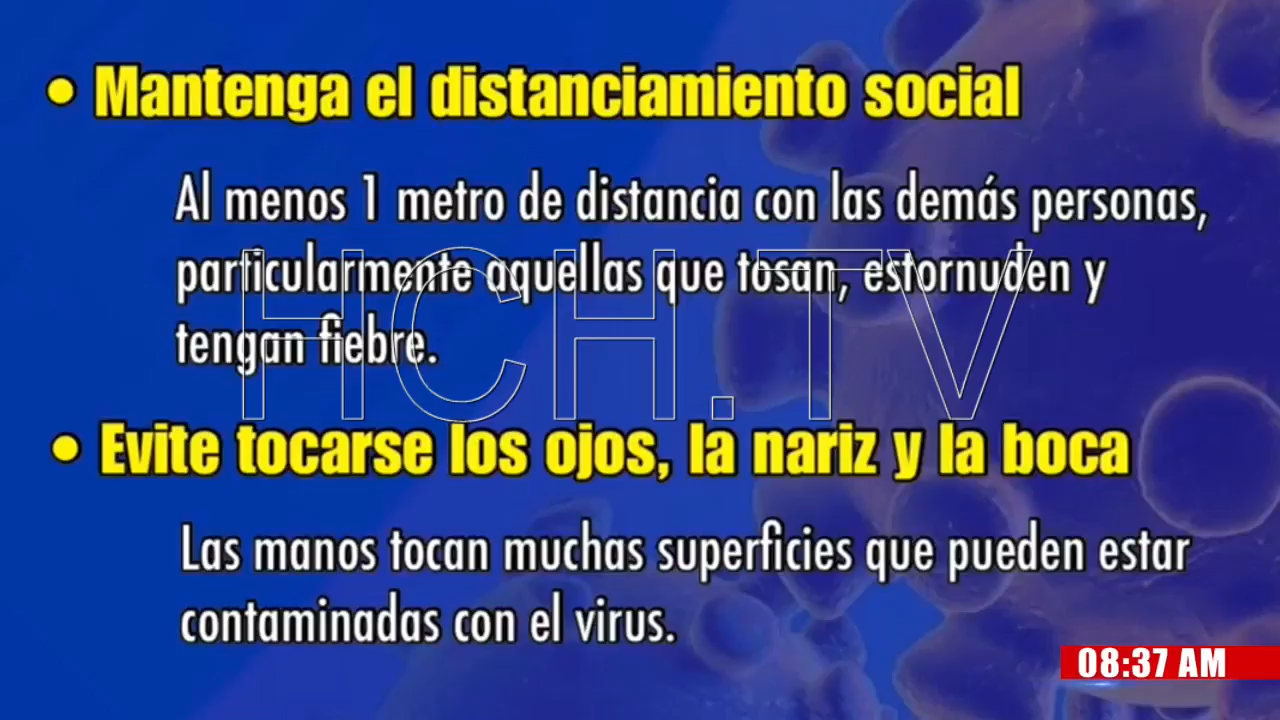 • Mantenga el distanciamiento social
Al menos 1 metro de distancia con las demás personas,
particularmente aquellas que tosan, estornuden y
tengan fiebre.
HCH.TV
• Evite tocarse los ojos, la nariz y la boca
Las manos tocan muchas superficies que pueden estar
contaminadas con el virus.
08:37 AM